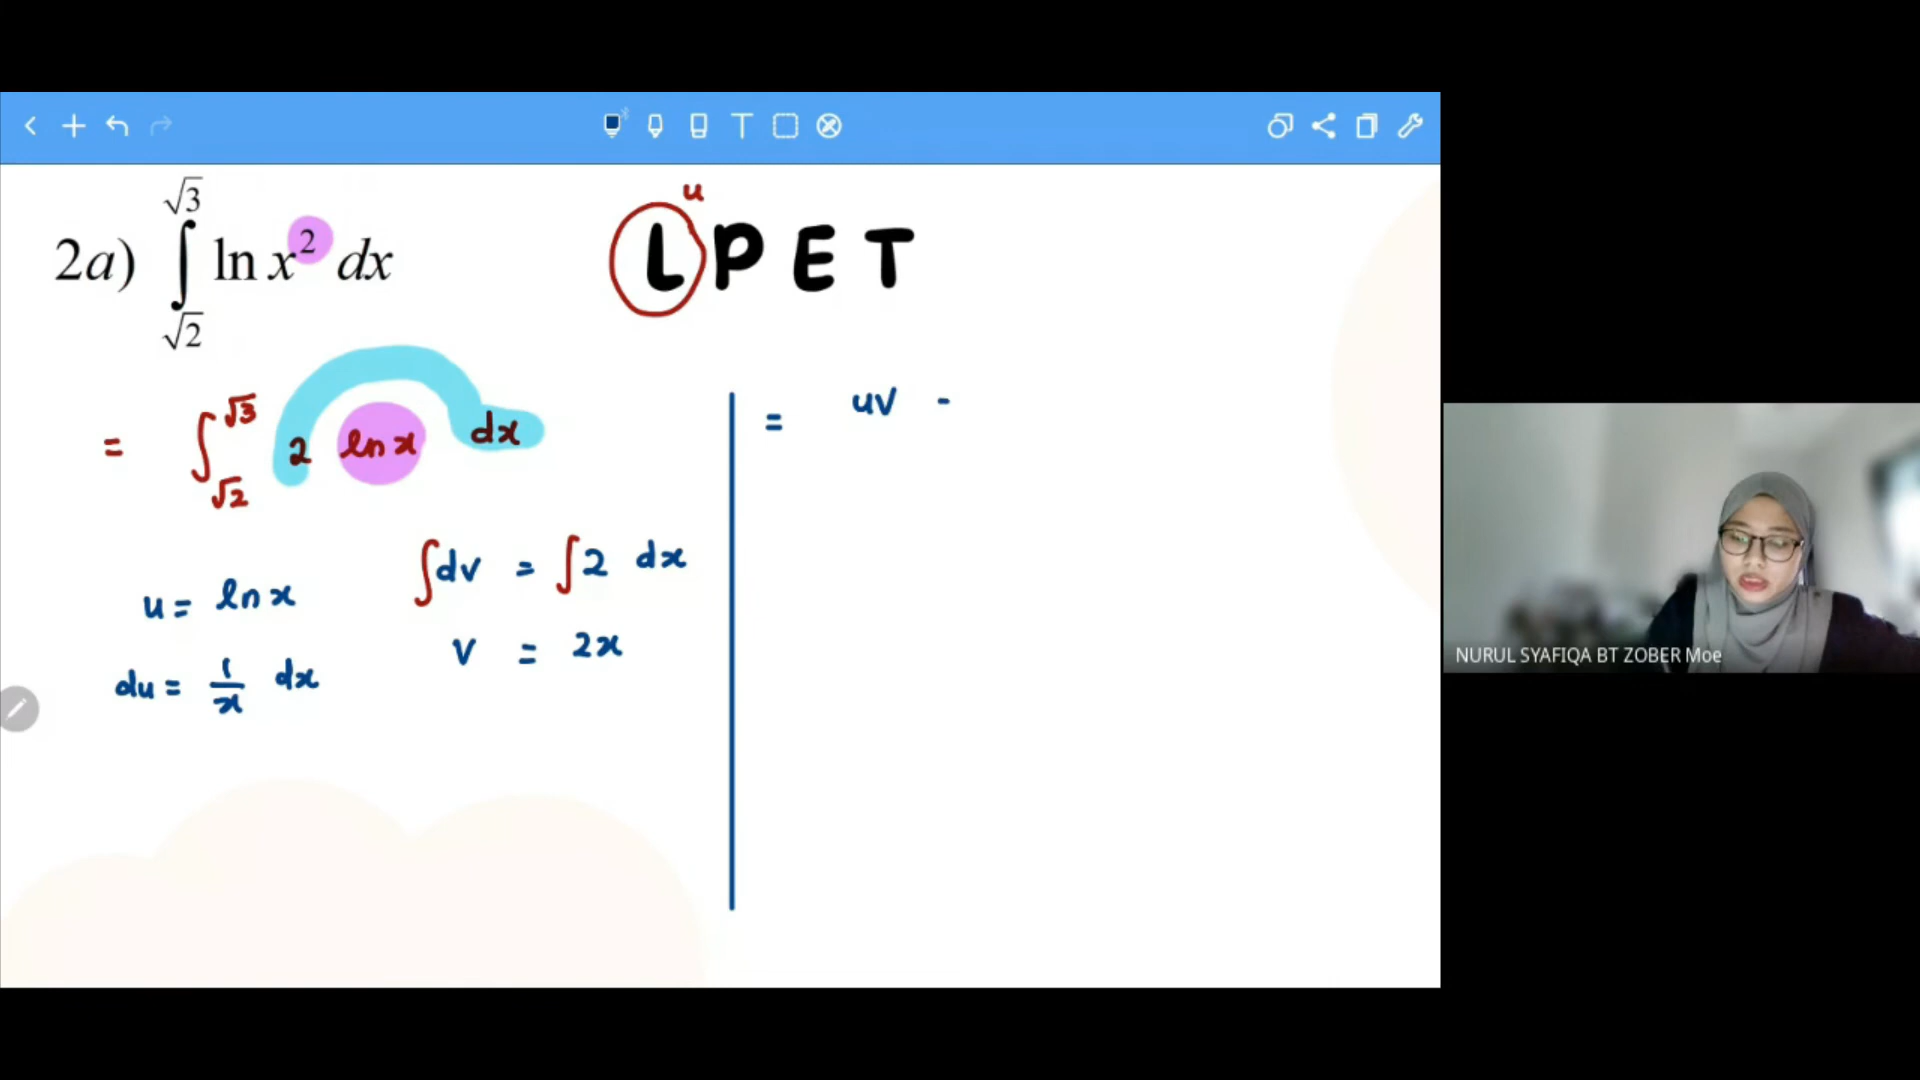 2a) ∫_{√2}^{√3} ln x² dx
u
L P E T
= ∫_{√2}^{√3} 2 ln x dx
u = ln x
du = 1/x dx
∫dv = ∫2 dx
v = 2x
= uv -
NURUL SYAFIQA BT ZOBER Moe